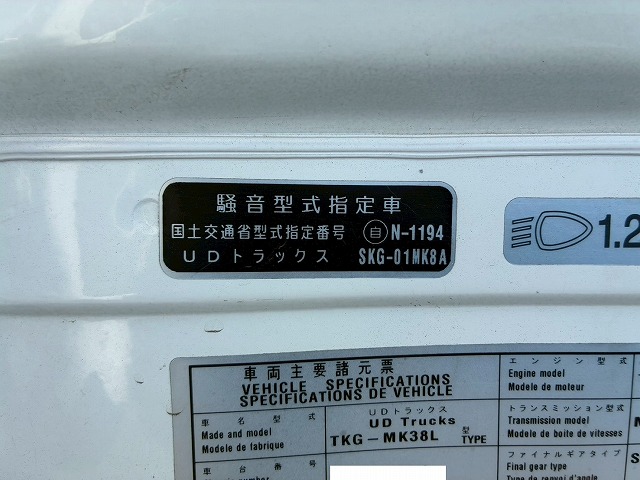 騒音型式指定車
国土交通省型式指定番号 自 N-1194
UDトラックス SKG-01MK8A
1.2
車両主要諸元票
VEHICLE SPECIFICATIONS
SPECIFICATIONS DE VEHICLE
車名型式
Made and model
Modele de fabrique
UDトラックス
UD Trucks
TKG-MK38L 型 TYPE
エンジン型式
Engine model
Modele de moteur
トランスミッション型式
Transmission model
Modele de boite de vitesses
車台番号
ファイナルギアタイプ
Final gear type
Type de renvoi d'angle